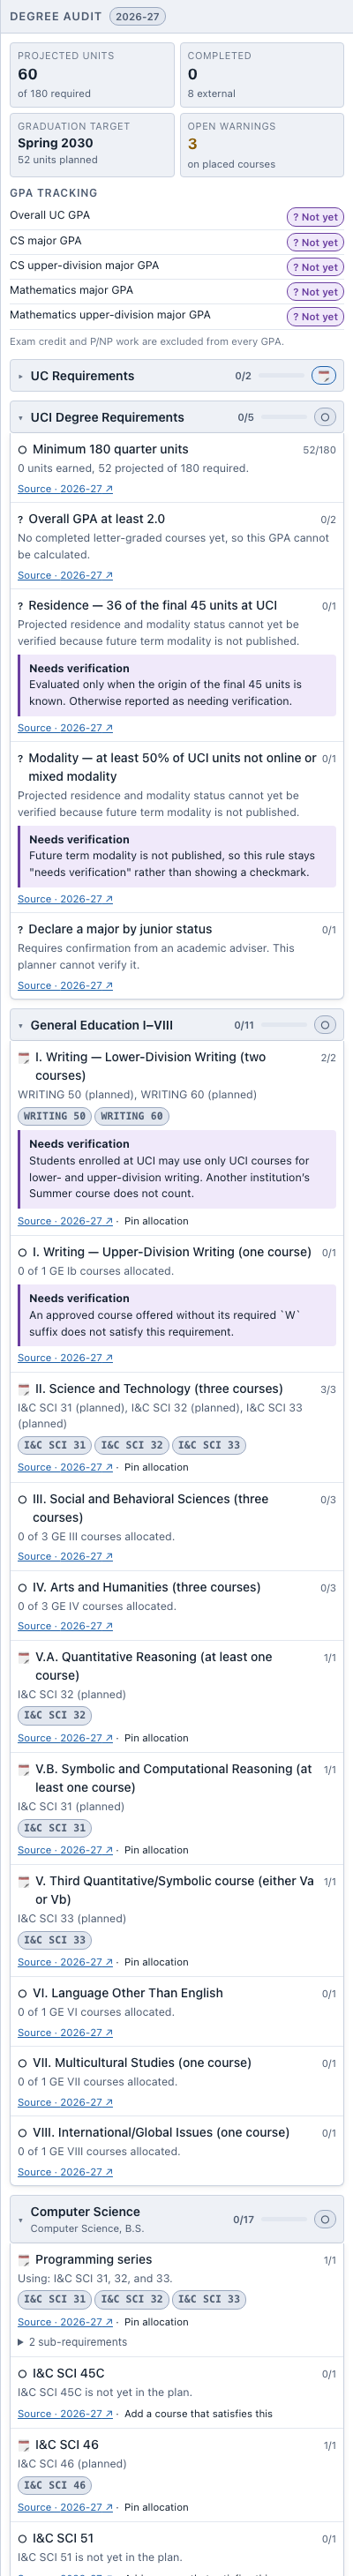 DEGREE AUDIT 2026-27
PROJECTED UNITS
60
of 180 required
COMPLETED
0
8 external
GRADUATION TARGET
Spring 2030
52 units planned
OPEN WARNINGS
3
on placed courses
GPA TRACKING
Overall UC GPA ? Not yet
CS major GPA ? Not yet
CS upper-division major GPA ? Not yet
Mathematics major GPA ? Not yet
Mathematics upper-division major GPA ? Not yet
Exam credit and P/NP work are excluded from every GPA.
▸ UC Requirements 0/2
▾ UCI Degree Requirements 0/5
Minimum 180 quarter units 52/180
0 units earned, 52 projected of 180 required.
Source · 2026-27 ↗
? Overall GPA at least 2.0 0/2
No completed letter-graded courses yet, so this GPA cannot
be calculated.
Source · 2026-27 ↗
? Residence — 36 of the final 45 units at UCI 0/1
Projected residence and modality status cannot yet be
verified because future term modality is not published.
Needs verification
Evaluated only when the origin of the final 45 units is
known. Otherwise reported as needing verification.
Source · 2026-27 ↗
? Modality — at least 50% of UCI units not online or 0/1
mixed modality
Projected residence and modality status cannot yet be
verified because future term modality is not published.
Needs verification
Future term modality is not published, so this rule stays
"needs verification" rather than showing a checkmark.
Source · 2026-27 ↗
? Declare a major by junior status 0/1
Requires confirmation from an academic adviser. This
planner cannot verify it.
Source · 2026-27 ↗
▾ General Education I–VIII 0/11
I. Writing — Lower-Division Writing (two 2/2
courses)
WRITING 50 (planned), WRITING 60 (planned)
WRITING 50 WRITING 60
Needs verification
Students enrolled at UCI may use only UCI courses for
lower- and upper-division writing. Another institution's
Summer course does not count.
Source · 2026-27 ↗ · Pin allocation
I. Writing — Upper-Division Writing (one course) 0/1
0 of 1 GE Ib courses allocated.
Needs verification
An approved course offered without its required `W`
suffix does not satisfy this requirement.
Source · 2026-27 ↗
II. Science and Technology (three courses) 3/3
I&C SCI 31 (planned), I&C SCI 32 (planned), I&C SCI 33
(planned)
I&C SCI 31 I&C SCI 32 I&C SCI 33
Source · 2026-27 ↗ · Pin allocation
III. Social and Behavioral Sciences (three 0/3
courses)
0 of 3 GE III courses allocated.
Source · 2026-27 ↗
IV. Arts and Humanities (three courses) 0/3
0 of 3 GE IV courses allocated.
Source · 2026-27 ↗
V.A. Quantitative Reasoning (at least one 1/1
course)
I&C SCI 32 (planned)
I&C SCI 32
Source · 2026-27 ↗ · Pin allocation
V.B. Symbolic and Computational Reasoning (at 1/1
least one course)
I&C SCI 31 (planned)
I&C SCI 31
Source · 2026-27 ↗ · Pin allocation
V. Third Quantitative/Symbolic course (either Va 1/1
or Vb)
I&C SCI 33 (planned)
I&C SCI 33
Source · 2026-27 ↗ · Pin allocation
VI. Language Other Than English 0/1
0 of 1 GE VI courses allocated.
Source · 2026-27 ↗
VII. Multicultural Studies (one course) 0/1
0 of 1 GE VII courses allocated.
Source · 2026-27 ↗
VIII. International/Global Issues (one course) 0/1
0 of 1 GE VIII courses allocated.
Source · 2026-27 ↗
▾ Computer Science 0/17
Computer Science, B.S.
Programming series 1/1
Using: I&C SCI 31, 32, and 33.
I&C SCI 31 I&C SCI 32 I&C SCI 33
Source · 2026-27 ↗ · Pin allocation
▶ 2 sub-requirements
I&C SCI 45C 0/1
I&C SCI 45C is not yet in the plan.
Source · 2026-27 ↗ · Add a course that satisfies this
I&C SCI 46 1/1
I&C SCI 46 (planned)
I&C SCI 46
Source · 2026-27 ↗ · Pin allocation
I&C SCI 51 0/1
I&C SCI 51 is not yet in the plan.